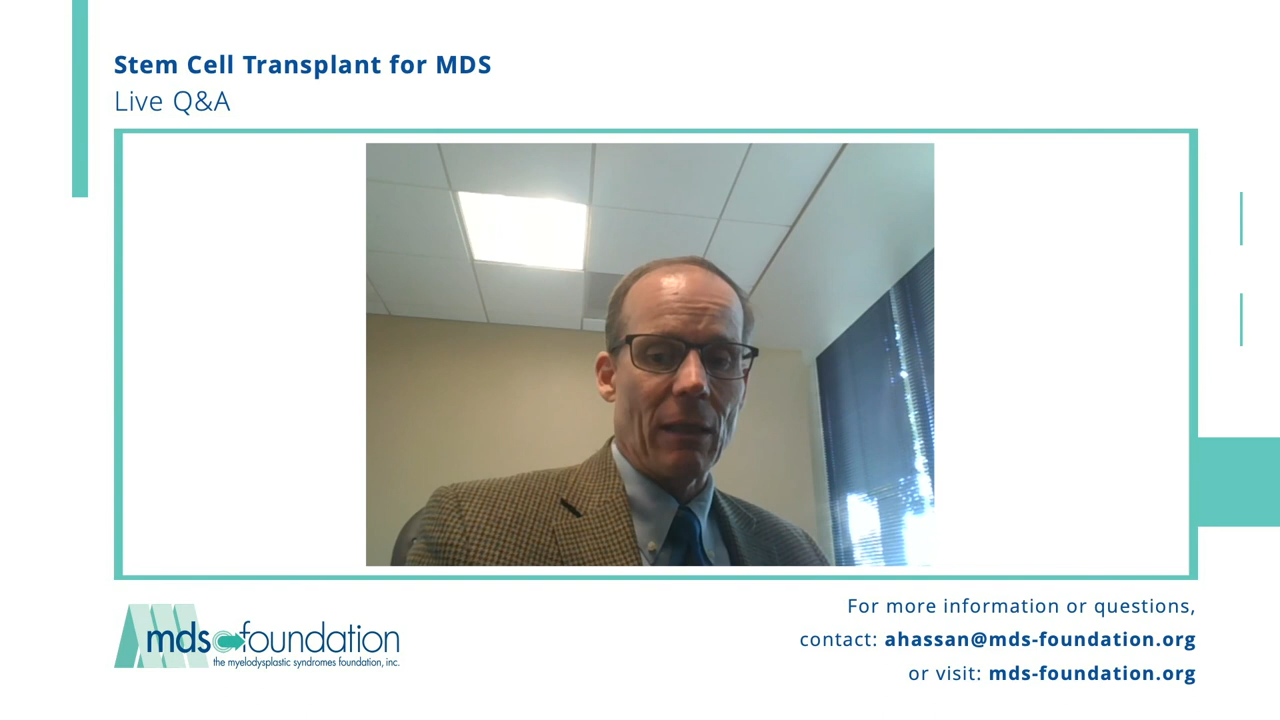 Stem Cell Transplant for MDS
Live Q&A
mds foundation
the myelodysplastic syndromes foundation, inc.
For more information or questions,
contact: ahassan@mds-foundation.org
or visit: mds-foundation.org